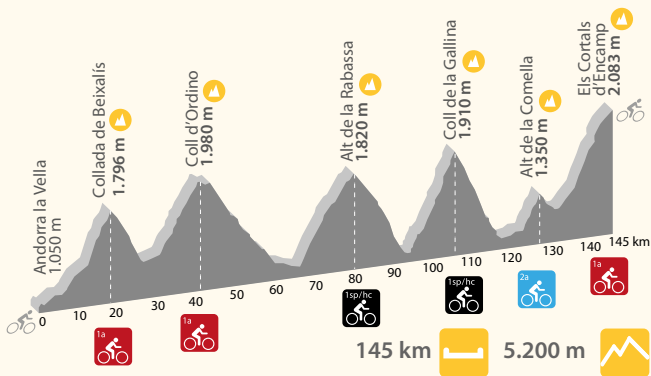 Andorra la Vella
1.050 m
Collada de Beixalís
1.796 m
Coll d'Ordino
1.980 m
Alt de la Rabassa
1.820 m
Coll de la Gallina
1.910 m
Alt de la Comella
1.350 m
Els Cortals
d'Encamp
2.083 m
0 10 20 30 40 50 60 70 80 90 100 110 120 130 140 145 km
1a
1a
1sp/hc
1sp/hc
2a
1a
145 km
5.200 m